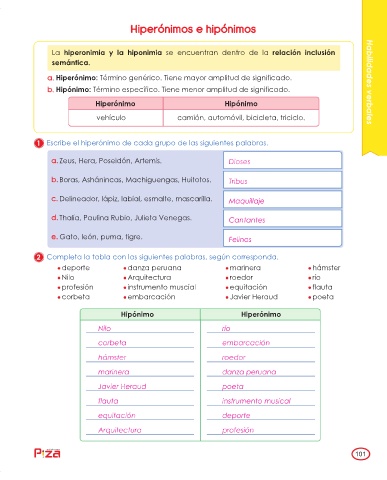 Hiperónimos e hipónimos
Habilidades verbales
La hiperonimia y la hiponimia se encuentran dentro de la relación inclusión
semántica.
a. Hiperónimo: Término genérico. Tiene mayor amplitud de significado.
b. Hipónimo: Término específico. Tiene menor amplitud de significado.
Hiperónimo Hipónimo
vehículo camión, automóvil, bicicleta, triciclo.
1 Escribe el hiperónimo de cada grupo de las siguientes palabras.
a. Zeus, Hera, Poseidón, Artemis. Dioses
b. Boras, Ashánincas, Machiguengas, Huitotos. Tribus
c. Delineador, lápiz, labial, esmalte, mascarilla. Maquillaje
d. Thalia, Paulina Rubio, Julieta Venegas. Cantantes
e. Gato, león, puma, tigre. Felinos
2 Completa la tabla con las siguientes palabras, según corresponda.
• deporte • danza peruana • marinera • hámster
• Nilo • Arquitectura • roedor • río
• profesión • instrumento muscial • equitación • flauta
• corbeta • embarcación • Javier Heraud • poeta
Hipónimo Hiperónimo
Nilo río
corbeta embarcación
hámster roedor
marinera danza peruana
Javier Heraud poeta
flauta instrumento musical
equitación deporte
Arquitectura profesión
Piza
101